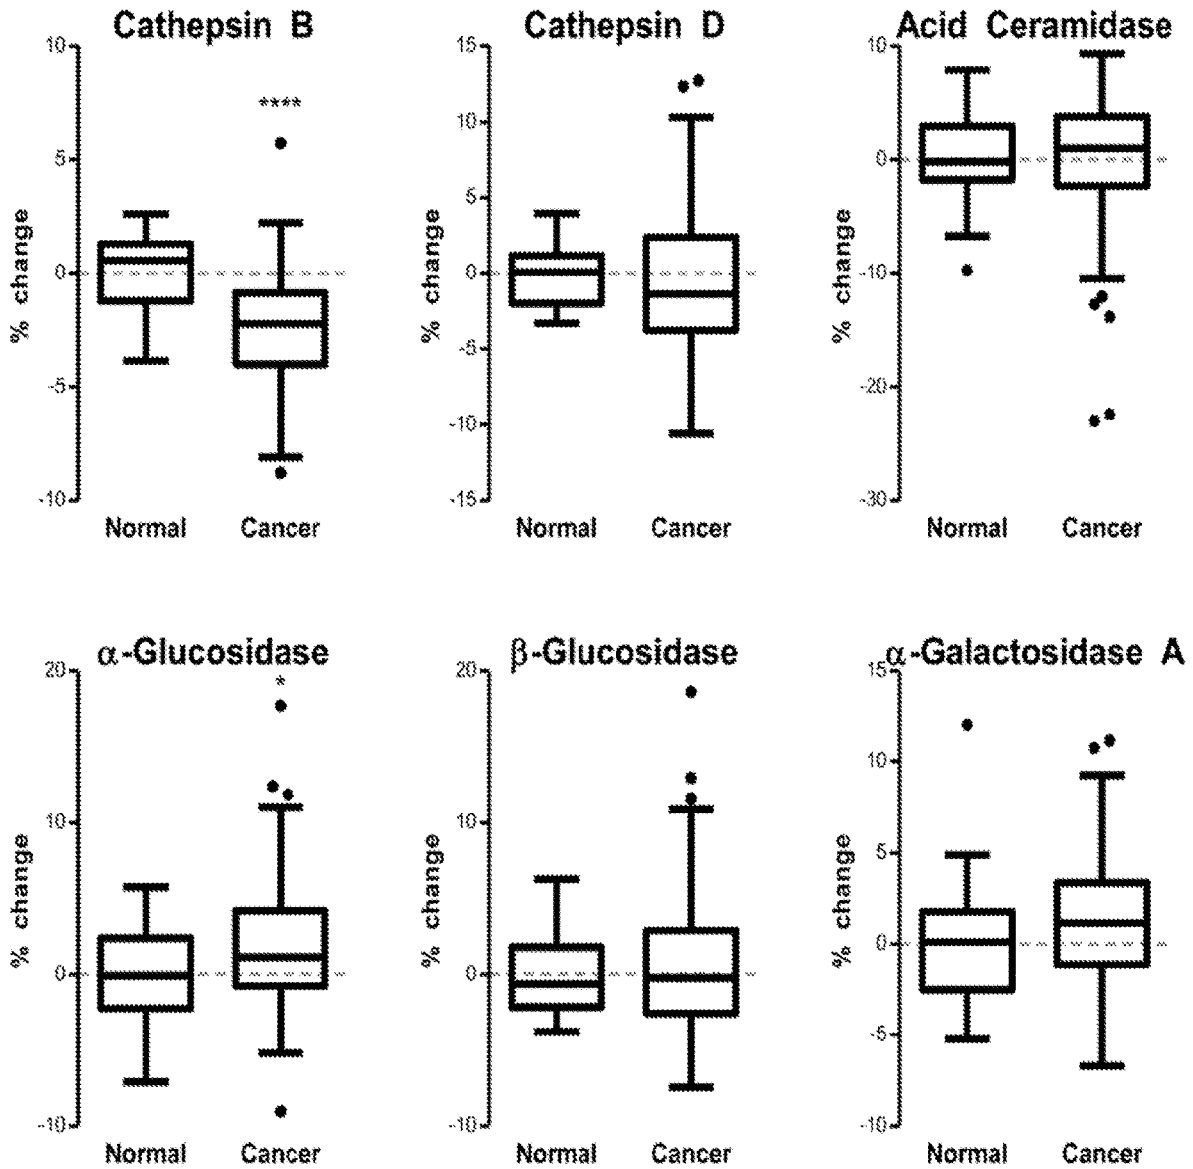 Cathepsin B
10
5
0
-5
-10
% change
****
Normal Cancer
Cathepsin D
15
10
5
0
-5
-10
-15
% change
Normal Cancer
Acid Ceramidase
10
0
-10
-20
-30
% change
Normal Cancer
α-Glucosidase
20
10
0
-10
% change
*
Normal Cancer
β-Glucosidase
20
10
0
-10
% change
Normal Cancer
α-Galactosidase A
15
10
5
0
-5
-10
% change
Normal Cancer